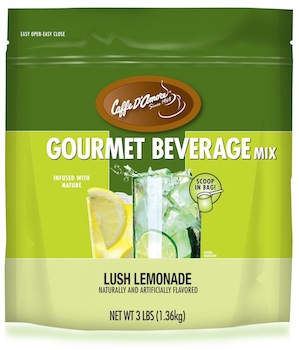 EASY OPEN-EASY CLOSE
Caffe D'Amore
Since 1968
GOURMET BEVERAGE MIX
INFUSED WITH
NATURE
SCOOP
IN BAG!
LUSH LEMONADE
NATURALLY AND ARTIFICIALLY FLAVORED
NET WT 3 LBS (1.36kg)